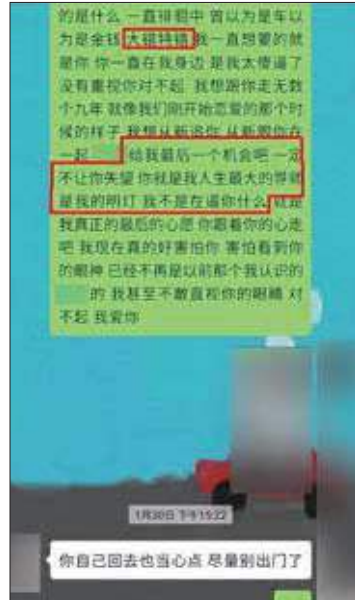 的是什么 一直徘徊中 曾以为是车以
为是金钱 大错特错 我一直想要的就
是你 你一直在我身边 是我太傻逼了
没有重视你对不起 我想跟你走无数
个九年 就像我们刚开始恋爱的那个时
候的样子 我想从新追你 从新跟你在
一起 给我最后一个机会吧 一定
不让你失望 你就是我人生最大的导师
是我的明灯 我不是在逼你什么 就是
我真正的最后的心愿 你跟着你的心走
吧 我现在真的好害怕你 害怕看到你
的眼神 已经不再是以前那个我认识的
的 我甚至不敢直视你的眼睛 对
不起 我爱你
1月30日 下午15:22
你自己回去也当心点 尽量别出门了